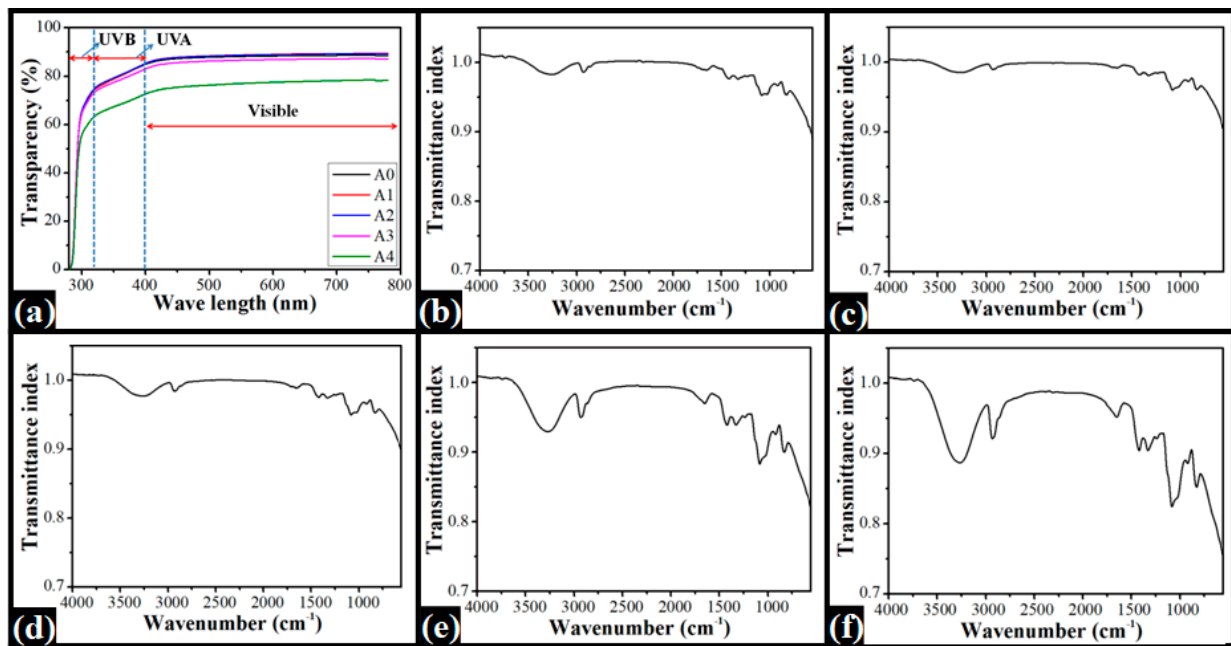 100
80
60
40
20
0
Transparency (%)
UVB
UVA
Visible
A0
A1
A2
A3
A4
300 400 500 600 700 800
Wave length (nm)
(a)
1.0
0.9
0.8
0.7
Transmittance index
4000 3500 3000 2500 2000 1500 1000
Wavenumber (cm⁻¹)
(b)
1.0
0.9
0.8
0.7
Transmittance index
4000 3500 3000 2500 2000 1500 1000
Wavenumber (cm⁻¹)
(c)
1.0
0.9
0.8
0.7
Transmittance index
4000 3500 3000 2500 2000 1500 1000
Wavenumber (cm⁻¹)
(d)
1.0
0.9
0.8
0.7
Transmittance index
4000 3500 3000 2500 2000 1500 1000
Wavenumber (cm⁻¹)
(e)
1.0
0.9
0.8
0.7
Transmittance index
4000 3500 3000 2500 2000 1500 1000
Wavenumber (cm⁻¹)
(f)